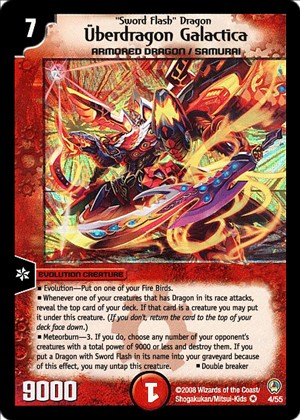 7
"Sword Flash" Dragon
Überdragon Galactica
ARMORED DRAGON / SAMURAI
EVOLUTION CREATURE
■ Evolution—Put on one of your Fire Birds.
■ Whenever one of your creatures that has Dragon in its race attacks,
reveal the top card of your deck. If that card is a creature you may put
it under this creature. (If you don't, return the card to the top of your
deck face down.)
■ Meteorburn—3. If you do, choose any number of your opponent's
creatures with a total power of 9000 or less and destroy them. If you
put a Dragon with Sword Flash in its name into your graveyard because
of this effect, you may untap this creature. ■ Double breaker
9000
1
©2008 Wizards of the Coast/
Shogakukan/Mitsui-Kids
4/55